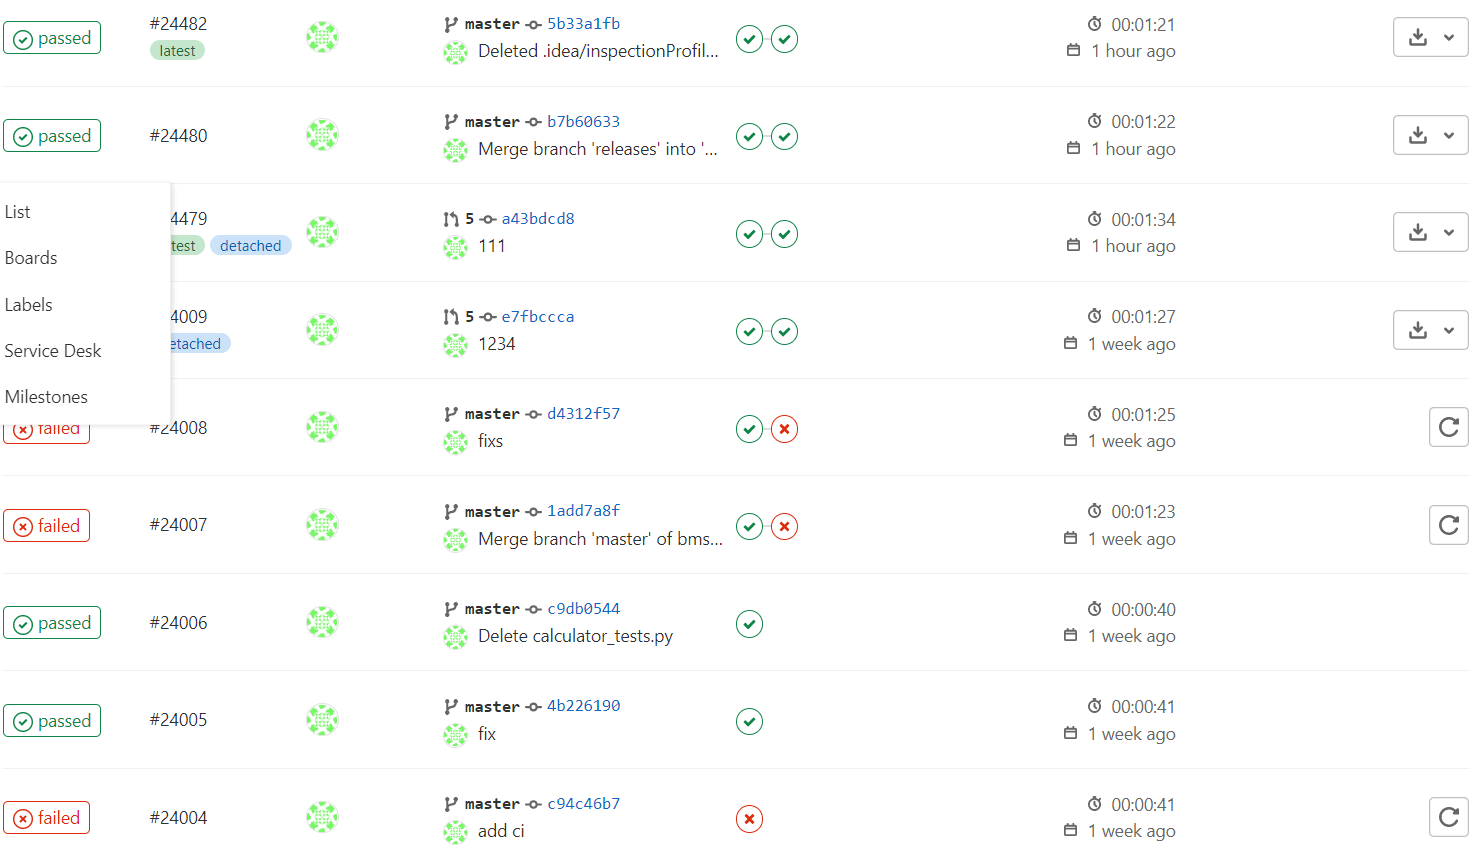 passed
#24482
latest
master 5b33a1fb
Deleted .idea/inspectionProfil...
00:01:21
1 hour ago
passed
#24480
master b7b60633
Merge branch 'releases' into '...
00:01:22
1 hour ago
List
Boards
Labels
Service Desk
Milestones
4479
test detached
5 a43bdcd8
111
00:01:34
1 hour ago
4009
etached
5 e7fbccca
1234
00:01:27
1 week ago
failed
#24008
master d4312f57
fixs
00:01:25
1 week ago
failed
#24007
master 1add7a8f
Merge branch 'master' of bms...
00:01:23
1 week ago
passed
#24006
master c9db0544
Delete calculator_tests.py
00:00:40
1 week ago
passed
#24005
master 4b226190
fix
00:00:41
1 week ago
failed
#24004
master c94c46b7
add ci
00:00:41
1 week ago